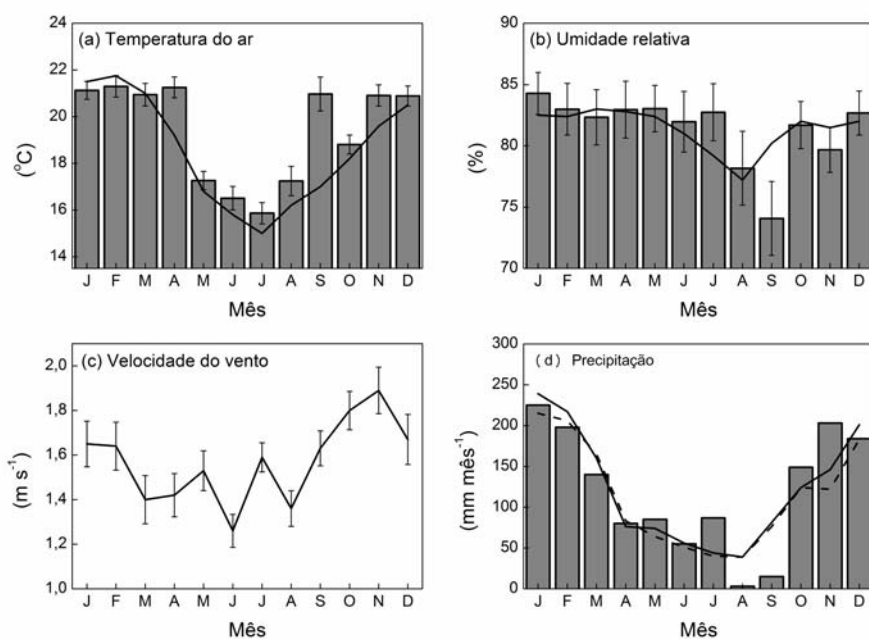 (a) Temperatura do ar
24
22
20
18
16
14
(°C)
J F M A M J J A S O N D
Mês
(b) Umidade relativa
90
85
80
75
70
(%)
J F M A M J J A S O N D
Mês
(c) Velocidade do vento
2,0
1,8
1,6
1,4
1,2
1,0
(m s⁻¹)
J F M A M J J A S O N D
Mês
(d) Precipitação
300
250
200
150
100
50
0
(mm mês⁻¹)
J F M A M J J A S O N D
Mês